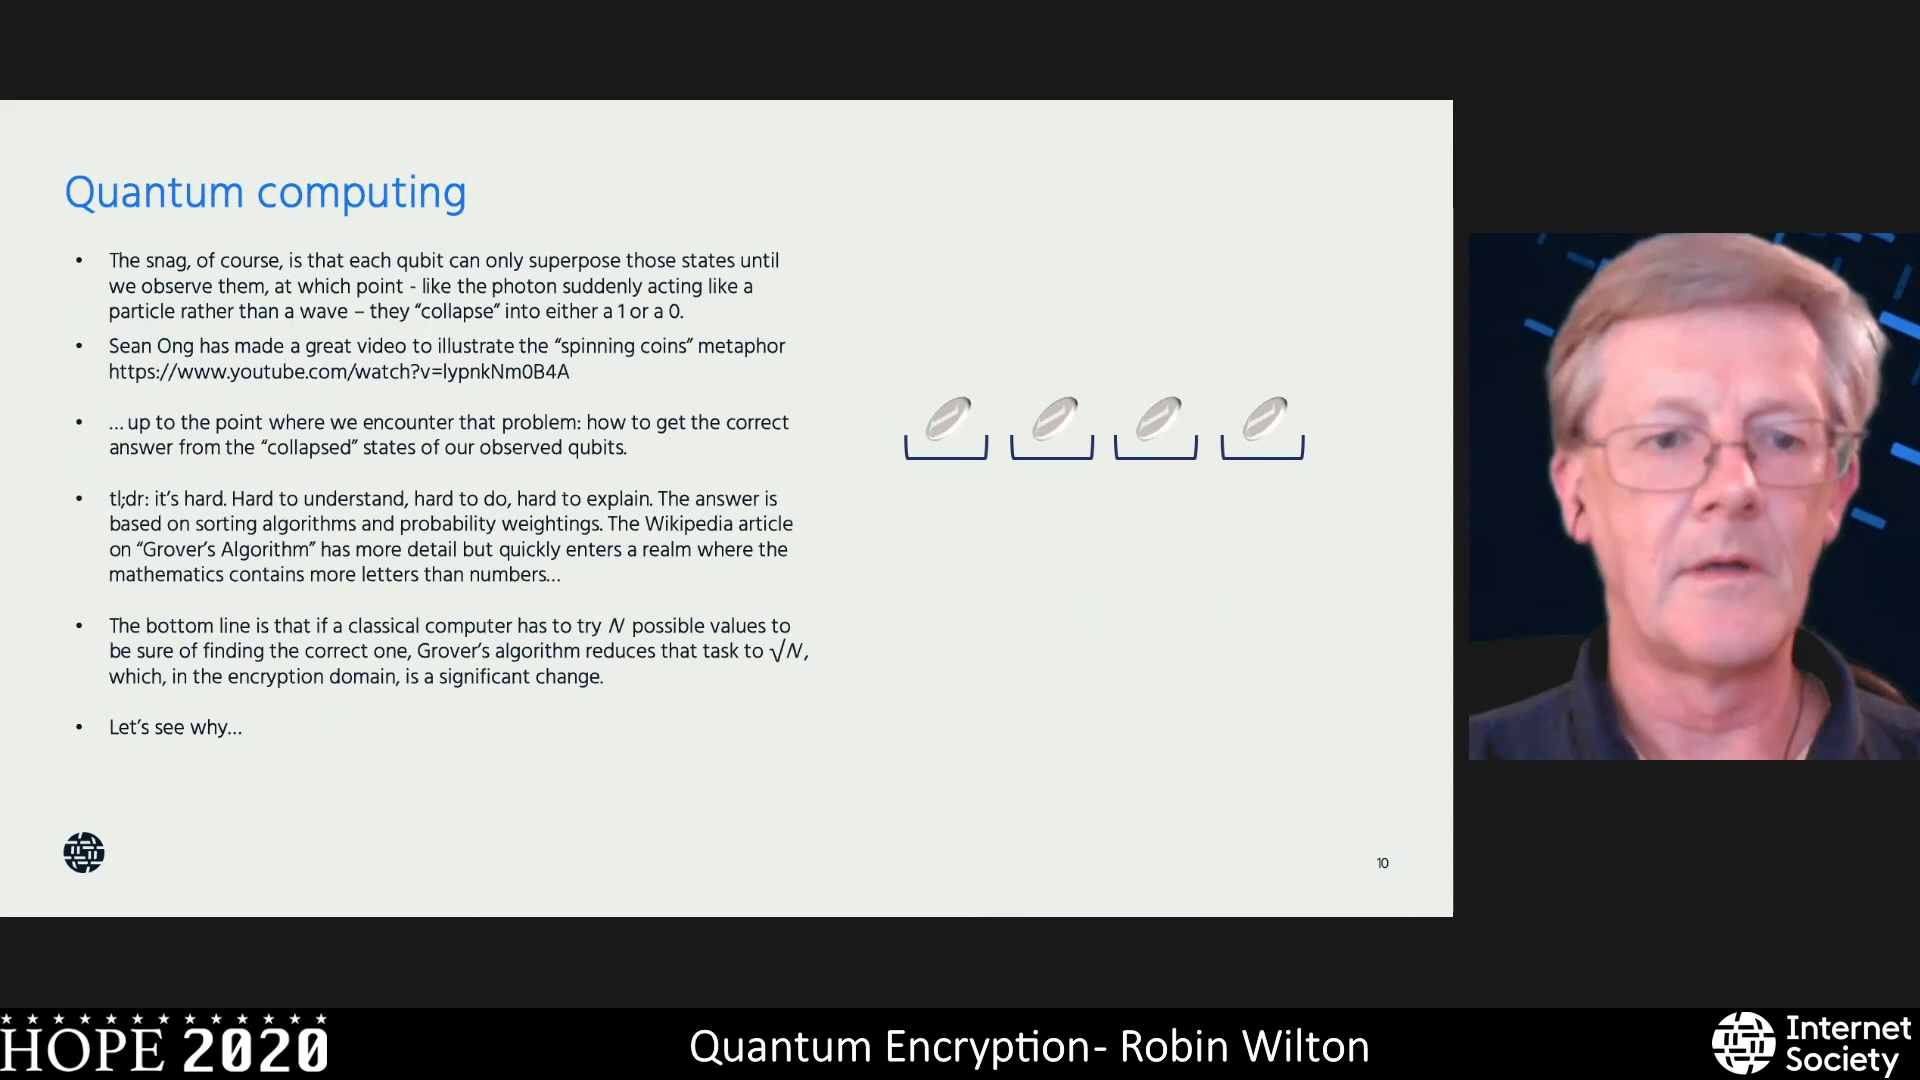 Quantum computing
• The snag, of course, is that each qubit can only superpose those states until
we observe them, at which point - like the photon suddenly acting like a
particle rather than a wave – they “collapse” into either a 1 or a 0.
• Sean Ong has made a great video to illustrate the “spinning coins” metaphor
https://www.youtube.com/watch?v=lypnkNm0B4A
• ... up to the point where we encounter that problem: how to get the correct
answer from the “collapsed” states of our observed qubits.
• tl;dr: it’s hard. Hard to understand, hard to do, hard to explain. The answer is
based on sorting algorithms and probability weightings. The Wikipedia article
on “Grover’s Algorithm” has more detail but quickly enters a realm where the
mathematics contains more letters than numbers...
• The bottom line is that if a classical computer has to try N possible values to
be sure of finding the correct one, Grover’s algorithm reduces that task to √N,
which, in the encryption domain, is a significant change.
• Let’s see why...
10
HOPE 2020
Quantum Encryption- Robin Wilton
Internet
Society